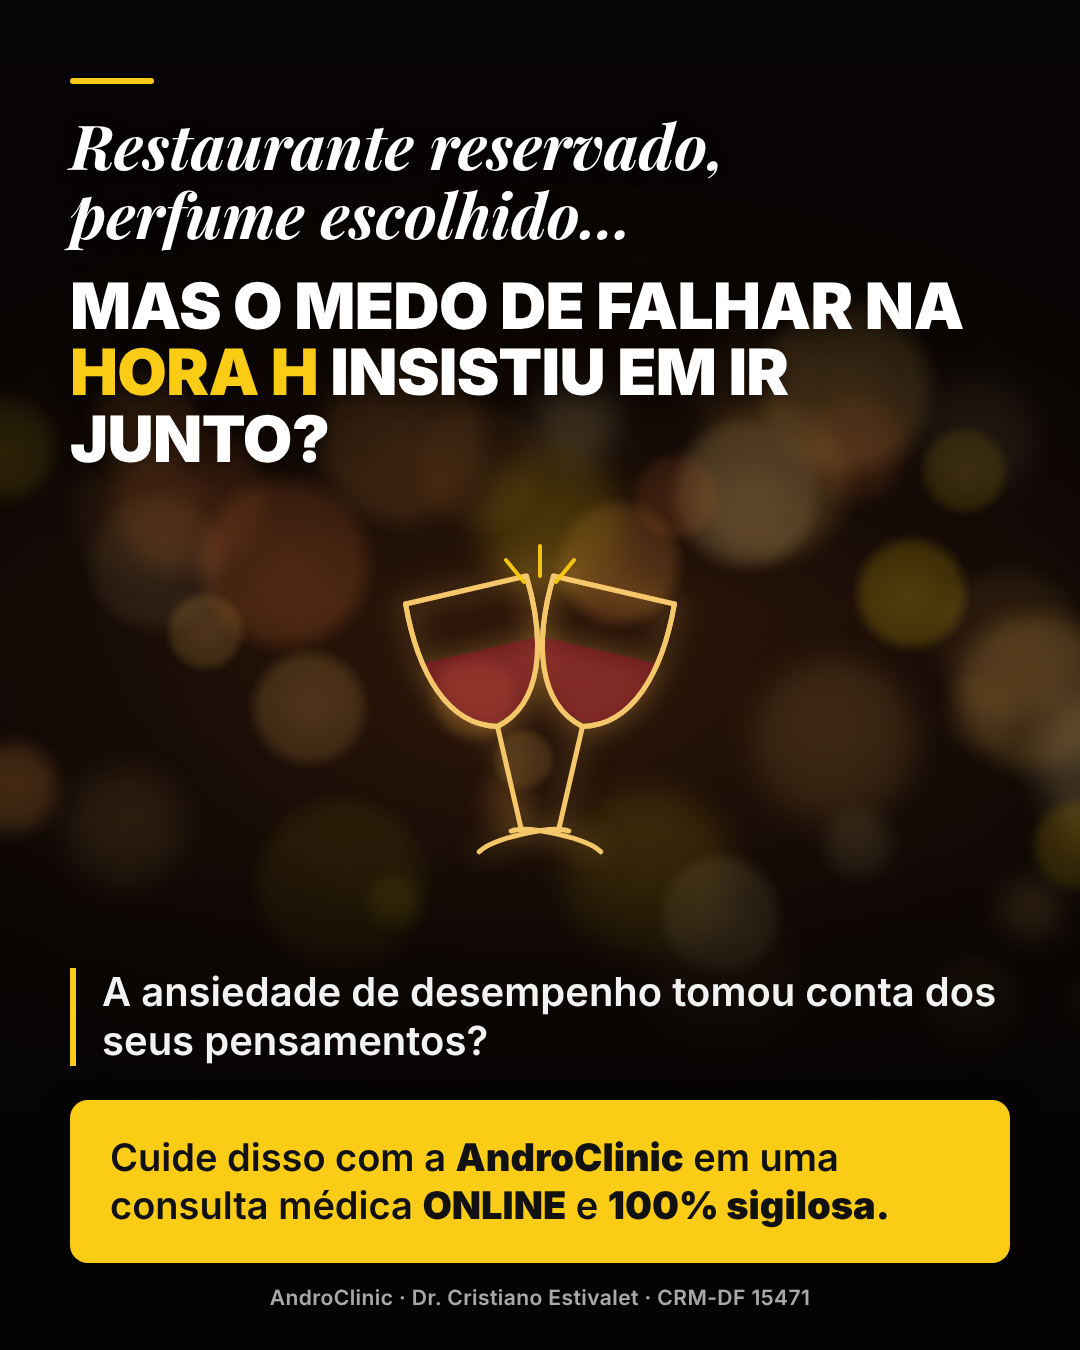 Restaurante reservado,
perfume escolhido...
MAS O MEDO DE FALHAR NA
HORA H INSISTIU EM IR
JUNTO?
A ansiedade de desempenho tomou conta dos
seus pensamentos?
Cuide disso com a AndroClinic em uma
consulta médica ONLINE e 100% sigilosa.
AndroClinic · Dr. Cristiano Estivalet · CRM-DF 15471